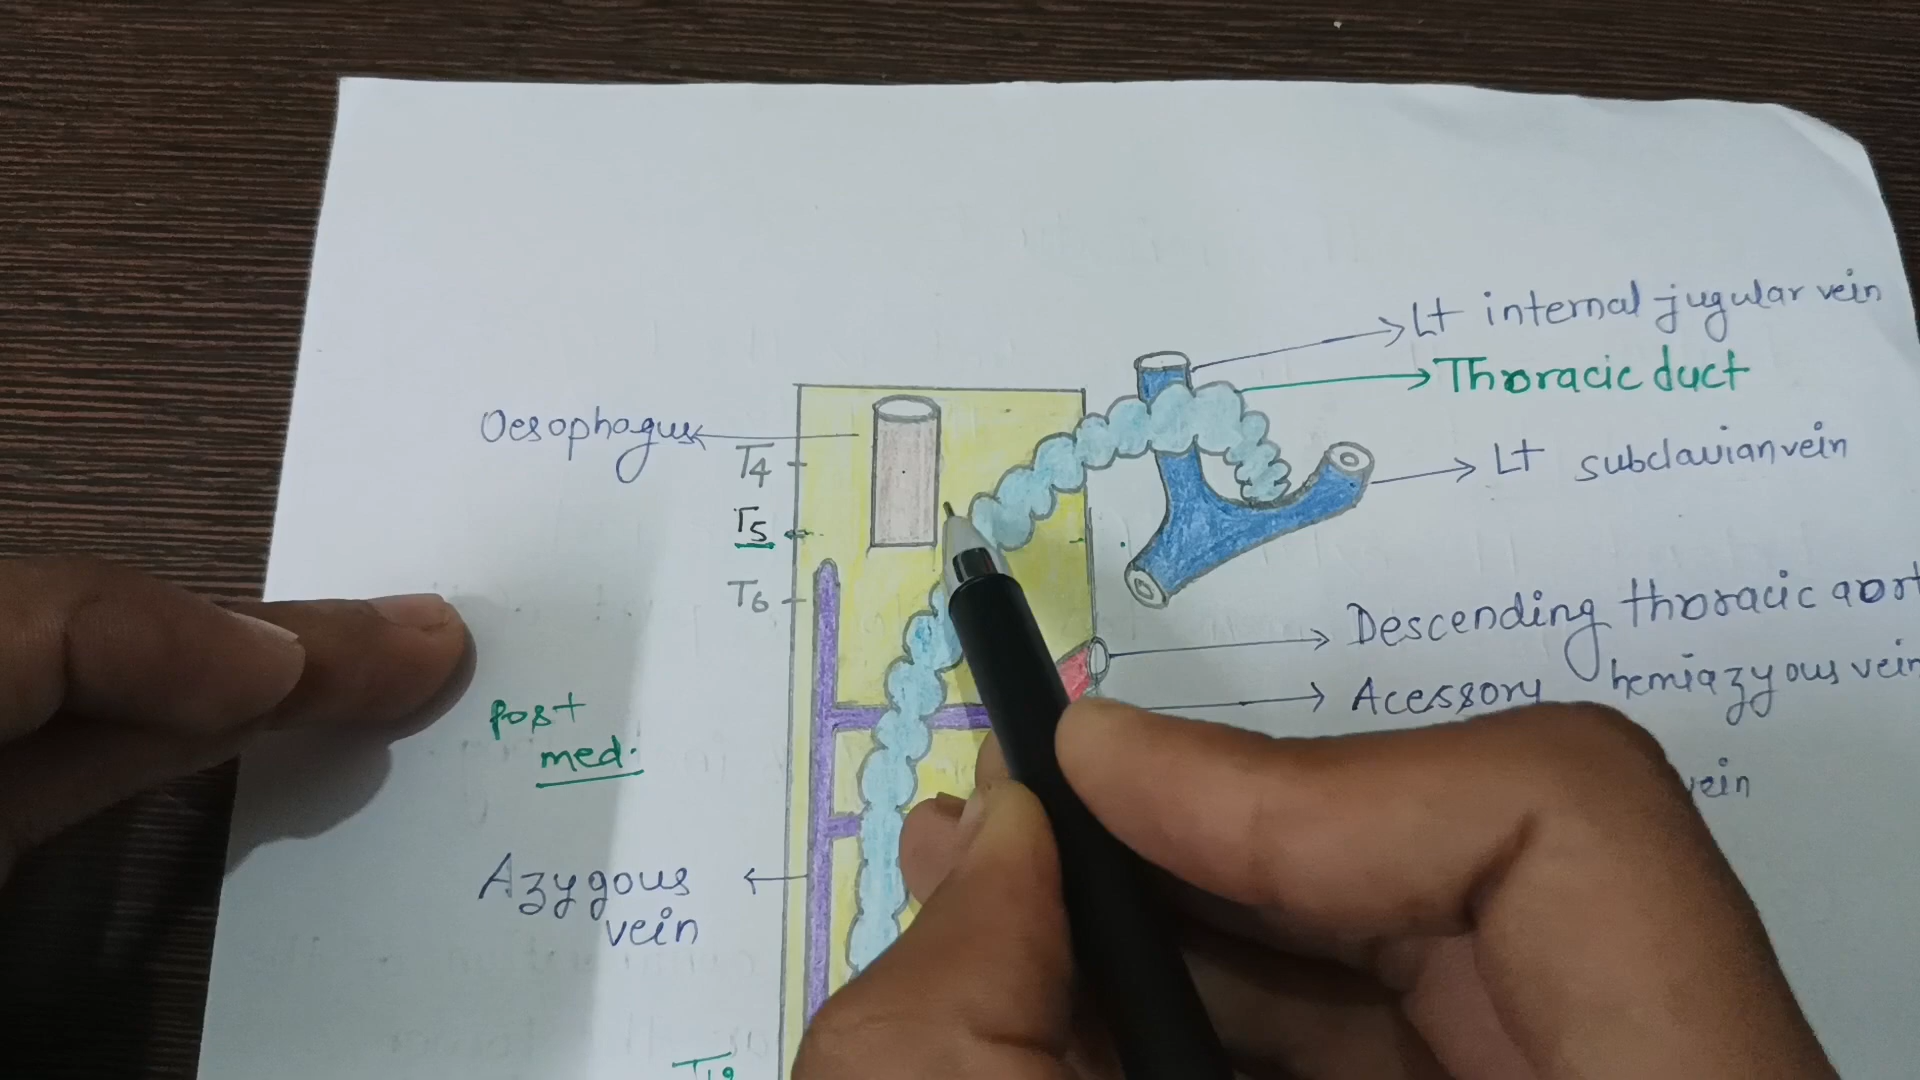 Lt internal jugular vein
Thoracic duct
Oesophagus
T4
Lt subclavian vein
T5
T6
Descending thoracic aort
hemiazyous vein
Acessory
post
med.
vein
Azygous
vein